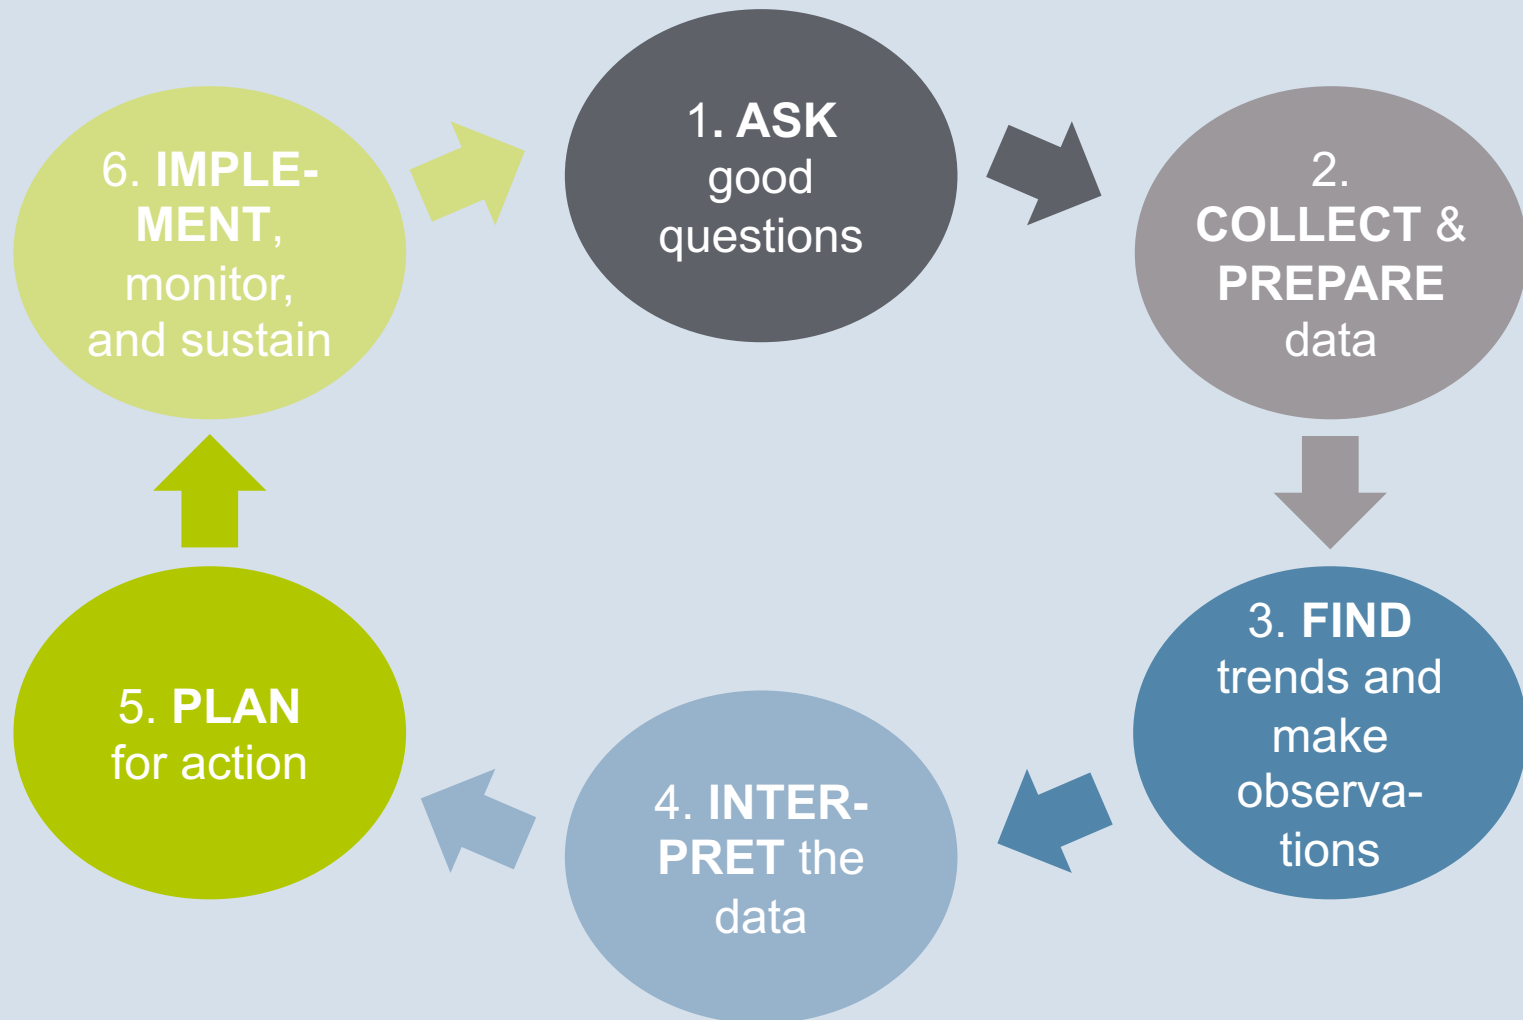 1. ASK
good
questions
2.
COLLECT &
PREPARE
data
3. FIND
trends and
make
observa-
tions
4. INTER-
PRET the
data
5. PLAN
for action
6. IMPLE-
MENT,
monitor,
and sustain